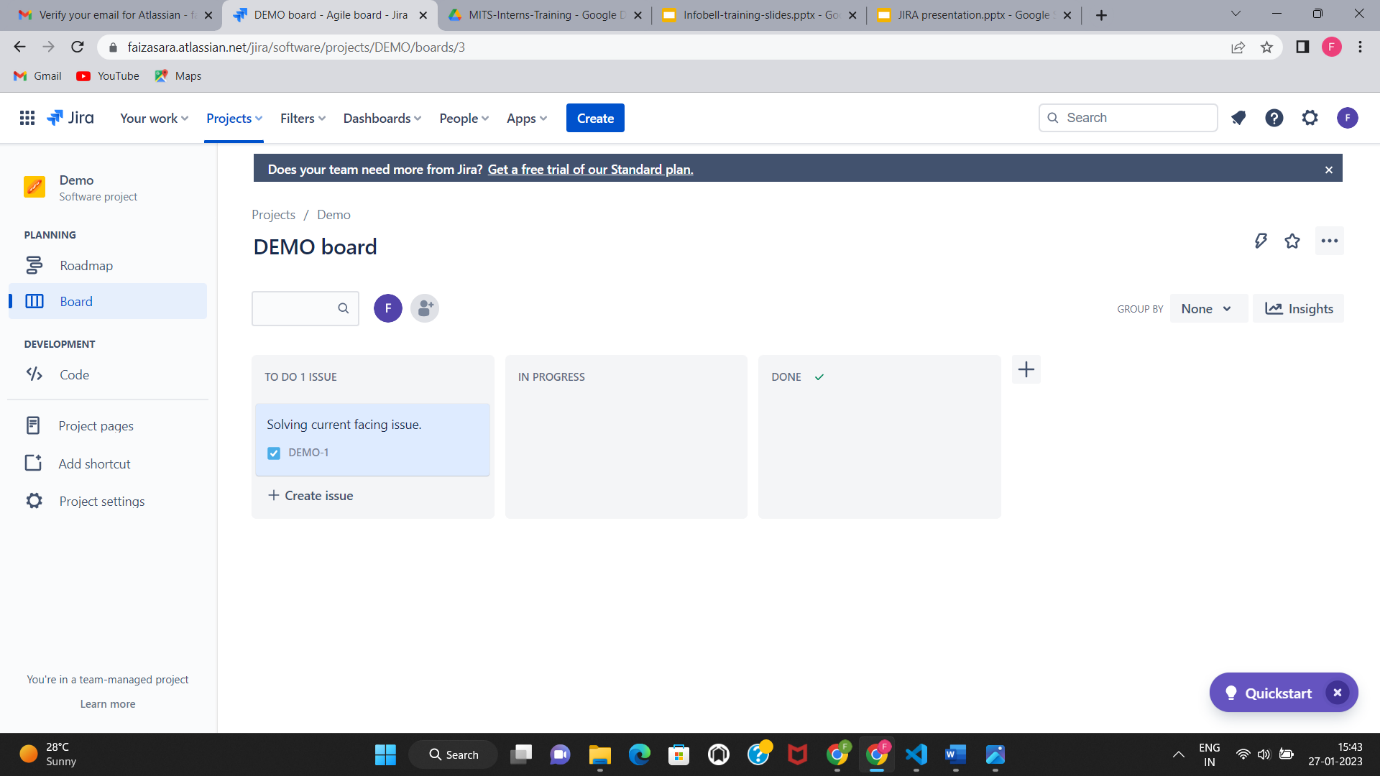 Verify your email for Atlassian - f
DEMO board - Agile board - Jira
MITS-Interns-Training - Google D
Infobell-training-slides.pptx - Go
JIRA presentation.pptx - Google
faizasara.atlassian.net/jira/software/projects/DEMO/boards/3
F
Gmail YouTube Maps
Jira Your work Projects Filters Dashboards People Apps Create Search F
Demo
Software project
Does your team need more from Jira? Get a free trial of our Standard plan.
Projects / Demo
DEMO board
PLANNING
Roadmap
Board
F
GROUP BY None Insights
DEVELOPMENT
Code
TO DO 1 ISSUE
IN PROGRESS
DONE
Solving current facing issue.
DEMO-1
+ Create issue
Project pages
Add shortcut
Project settings
You're in a team-managed project
Learn more
Quickstart
28°C
Sunny
Search
ENG
IN
15:43
27-01-2023